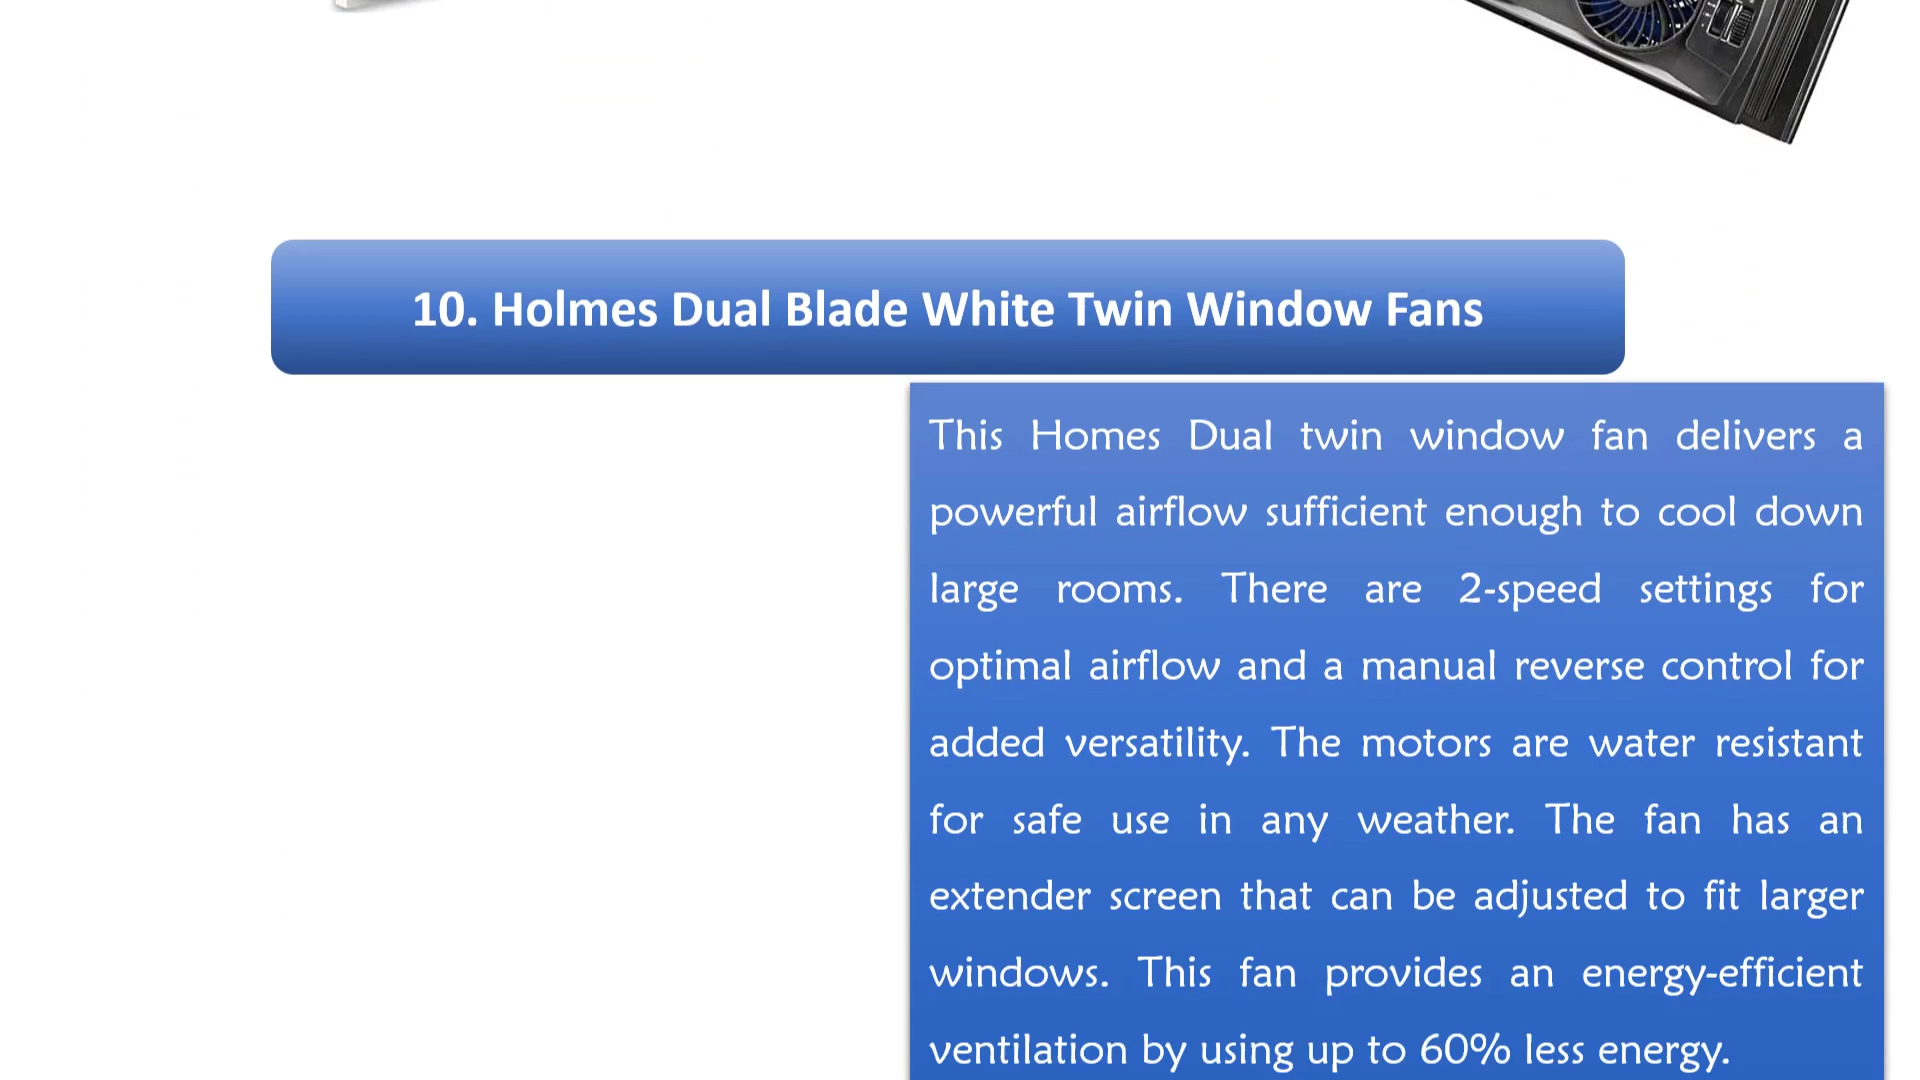 10. Holmes Dual Blade White Twin Window Fans
This Homes Dual twin window fan delivers a
powerful airflow sufficient enough to cool down
large rooms. There are 2-speed settings for
optimal airflow and a manual reverse control for
added versatility. The motors are water resistant
for safe use in any weather. The fan has an
extender screen that can be adjusted to fit larger
windows. This fan provides an energy-efficient
ventilation by using up to 60% less energy.